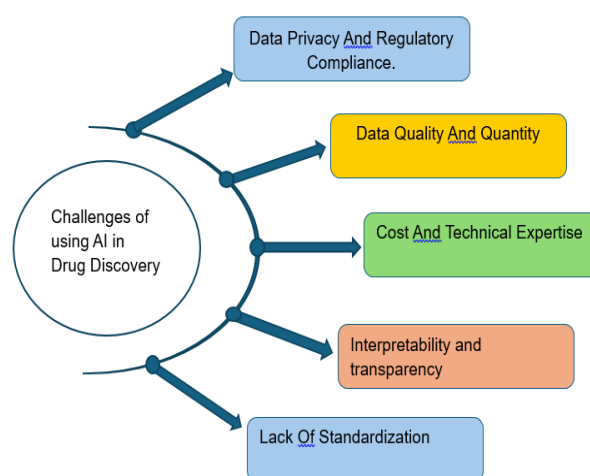 Data Privacy And Regulatory
Compliance.
Data Quality And Quantity
Challenges of
using AI in
Drug Discovery
Cost And Technical Expertise
Interpretability and
transparency
Lack Of Standardization